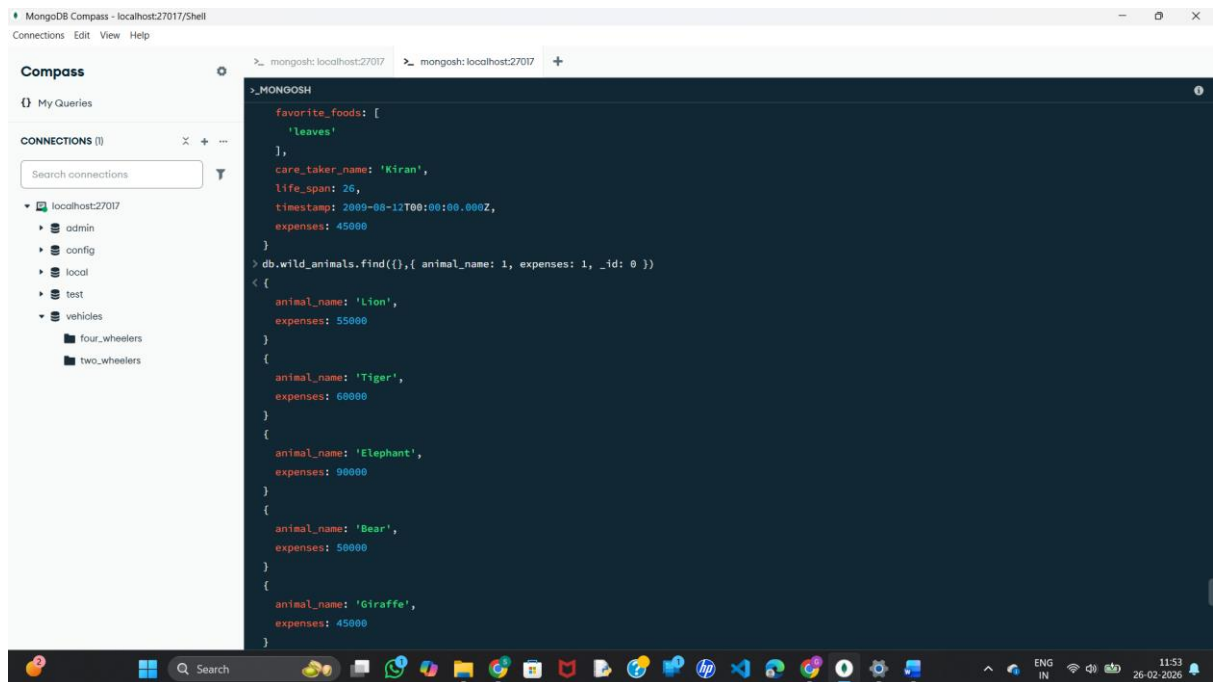 MongoDB Compass - localhost:27017/Shell
Connections Edit View Help
Compass
{} My Queries
CONNECTIONS (1)
Search connections
localhost:27017
admin
config
local
test
vehicles
four_wheelers
two_wheelers
>_ mongosh: localhost:27017 >_ mongosh: localhost:27017 +
>_MONGOSH
favorite_foods: [
'leaves'
],
care_taker_name: 'Kiran',
life_span: 26,
timestamp: 2009-08-12T00:00:00.000Z,
expenses: 45000
}
> db.wild_animals.find({},{ animal_name: 1, expenses: 1, _id: 0 })
< {
animal_name: 'Lion',
expenses: 55000
}
{
animal_name: 'Tiger',
expenses: 60000
}
{
animal_name: 'Elephant',
expenses: 90000
}
{
animal_name: 'Bear',
expenses: 50000
}
{
animal_name: 'Giraffe',
expenses: 45000
}
2
Search
hp
ENG
IN
11:53
26-02-2026